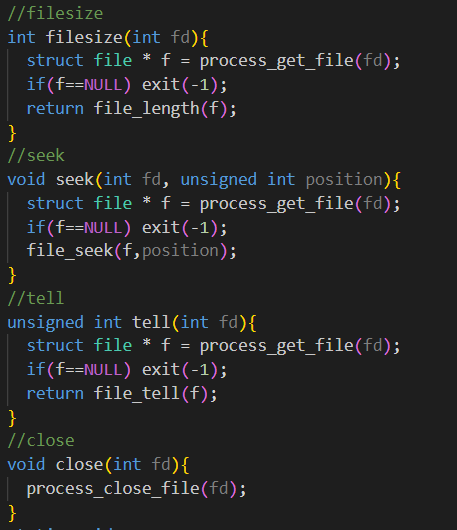 //filesize
int filesize(int fd){
  struct file * f = process_get_file(fd);
  if(f==NULL) exit(-1);
  return file_length(f);
}
//seek
void seek(int fd, unsigned int position){
  struct file * f = process_get_file(fd);
  if(f==NULL) exit(-1);
  file_seek(f,position);
}
//tell
unsigned int tell(int fd){
  struct file * f = process_get_file(fd);
  if(f==NULL) exit(-1);
  return file_tell(f);
}
//close
void close(int fd){
  process_close_file(fd);
}